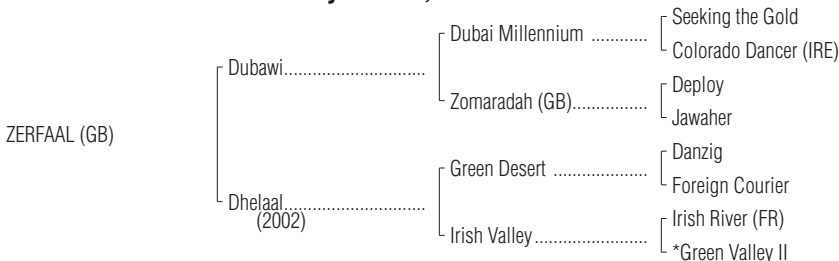 Seeking the Gold
Dubai Millennium ............
Colorado Dancer (IRE)
Dubawi..............................
Deploy
Zomaradah (GB)................
Jawaher
ZERFAAL (GB)
Danzig
Green Desert ....................
Foreign Courier
Dhelaal..............................
(2002)
Irish River (FR)
Irish Valley........................
*Green Valley II